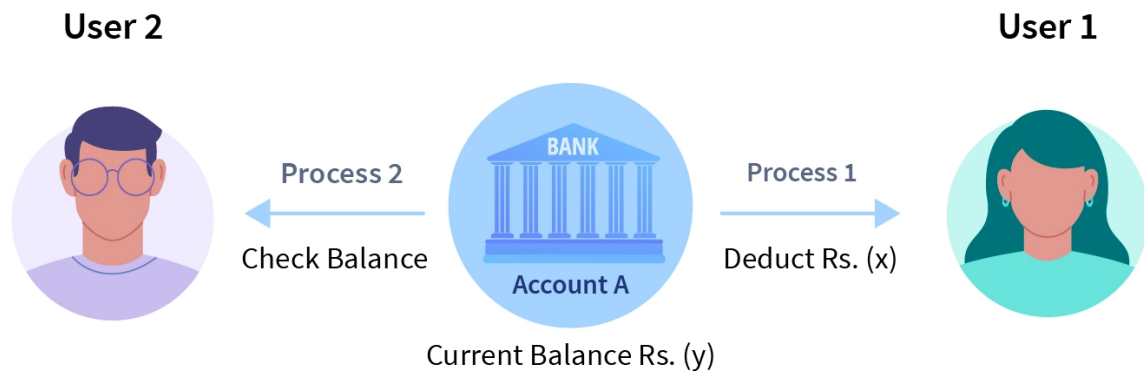 User 2
User 1
BANK
Process 2
Process 1
Check Balance
Deduct Rs. (x)
Account A
Current Balance Rs. (y)